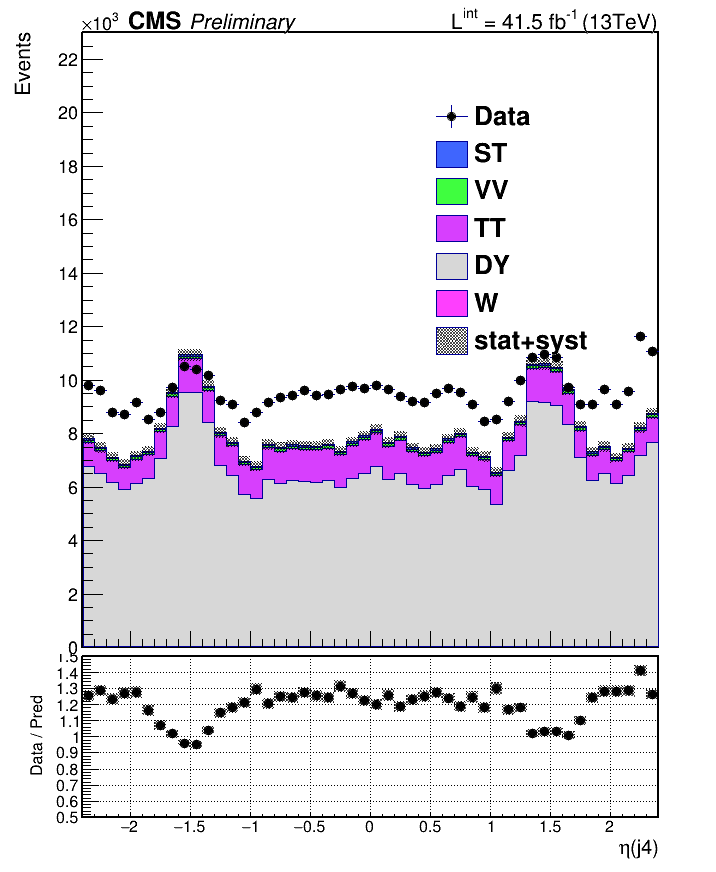 ×10³ CMS Preliminary L^int = 41.5 fb⁻¹ (13TeV)
Events
22
20
18
16
14
12
10
8
6
4
2
0
Data
ST
VV
TT
DY
W
stat+syst
Data / Pred
1.5
1.4
1.3
1.2
1.1
1
0.9
0.8
0.7
0.6
0.5
−2 −1.5 −1 −0.5 0 0.5 1 1.5 2
η(j4)